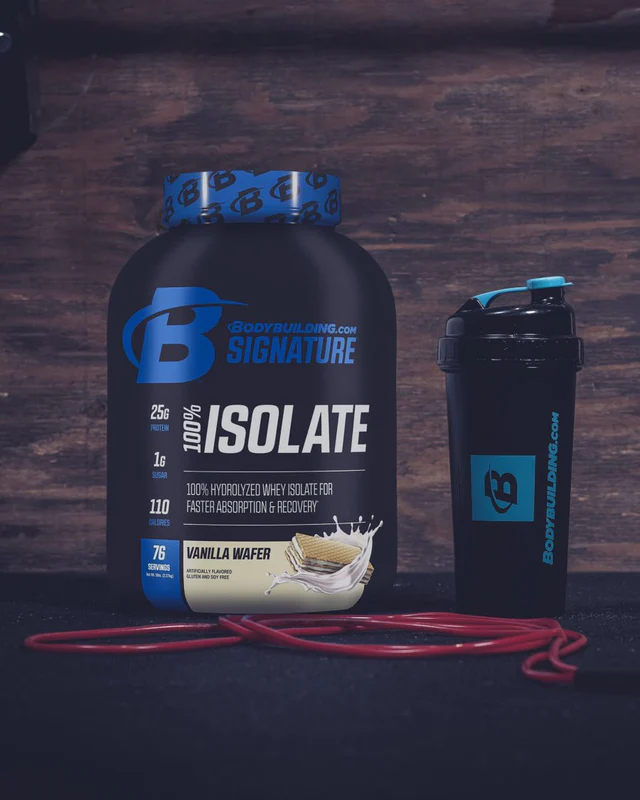 B
BODYBUILDING.COM
SIGNATURE
25G
PROTEIN
1G
SUGAR
110
CALORIES
100% ISOLATE
100% HYDROLYZED WHEY ISOLATE FOR
FASTER ABSORPTION & RECOVERY
76
SERVINGS
VANILLA WAFER
ARTIFICIALLY FLAVORED
GLUTEN AND SOY FREE
B
BODYBUILDING.COM